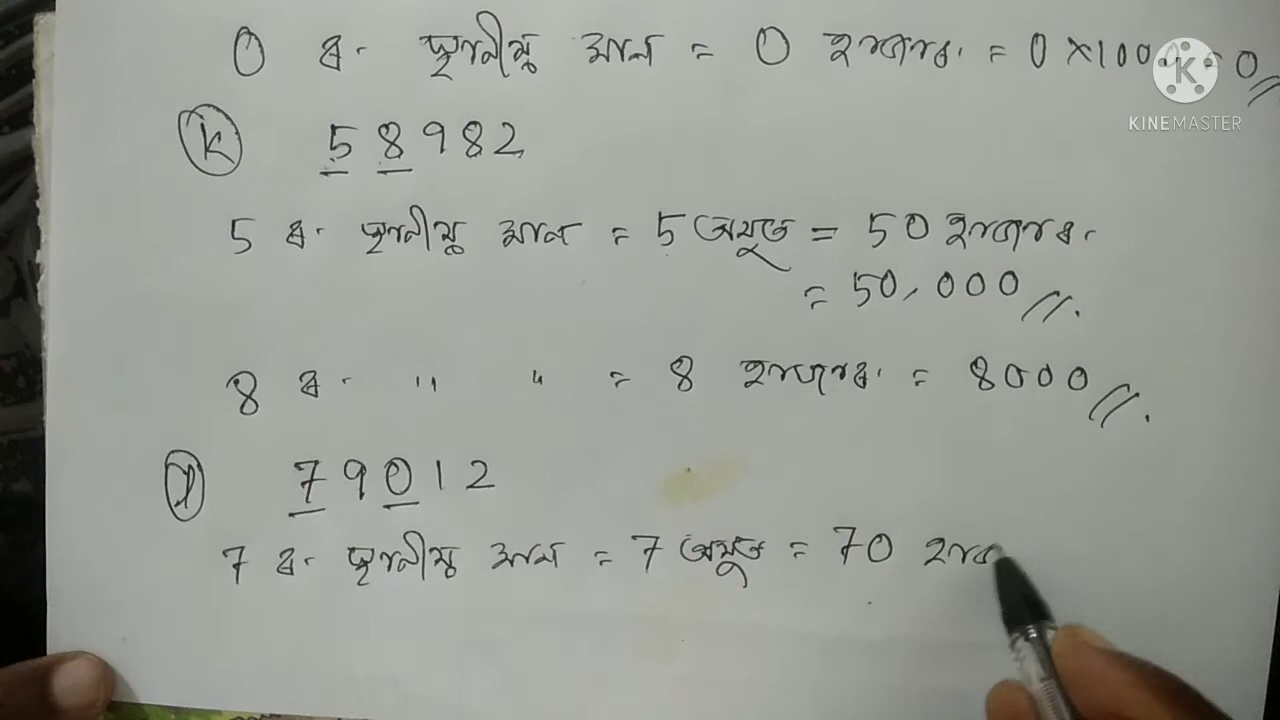 0 ৰ স্থানীয় মান = 0 হাজাৰ = 0 × 1000 = 0 //
KINEMASTER
(k) 58982
5 ৰ স্থানীয় মান = 5 অযুত = 50 হাজাৰ
= 50,000 //.
8 ৰ " " = 8 হাজাৰ = 8000 //.
79012
7 ৰ স্থানীয় মান = 7 অযুত = 70 হাজ